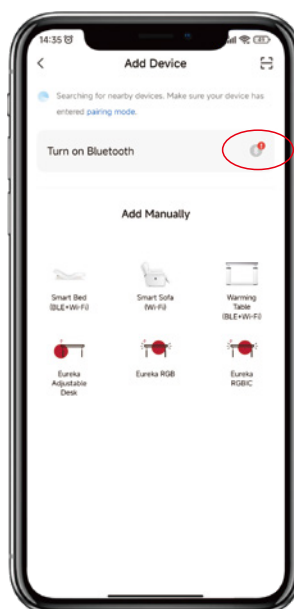 14:35
Add Device
Searching for nearby devices. Make sure your device has
entered pairing mode.
Turn on Bluetooth
Add Manually
Smart Bed
(BLE+Wi-Fi)
Smart Sofa
(Wi-Fi)
Warming
Table
(BLE+Wi-Fi)
Eureka
Adjustable
Desk
Eureka RGB
Eureka
RGBIC